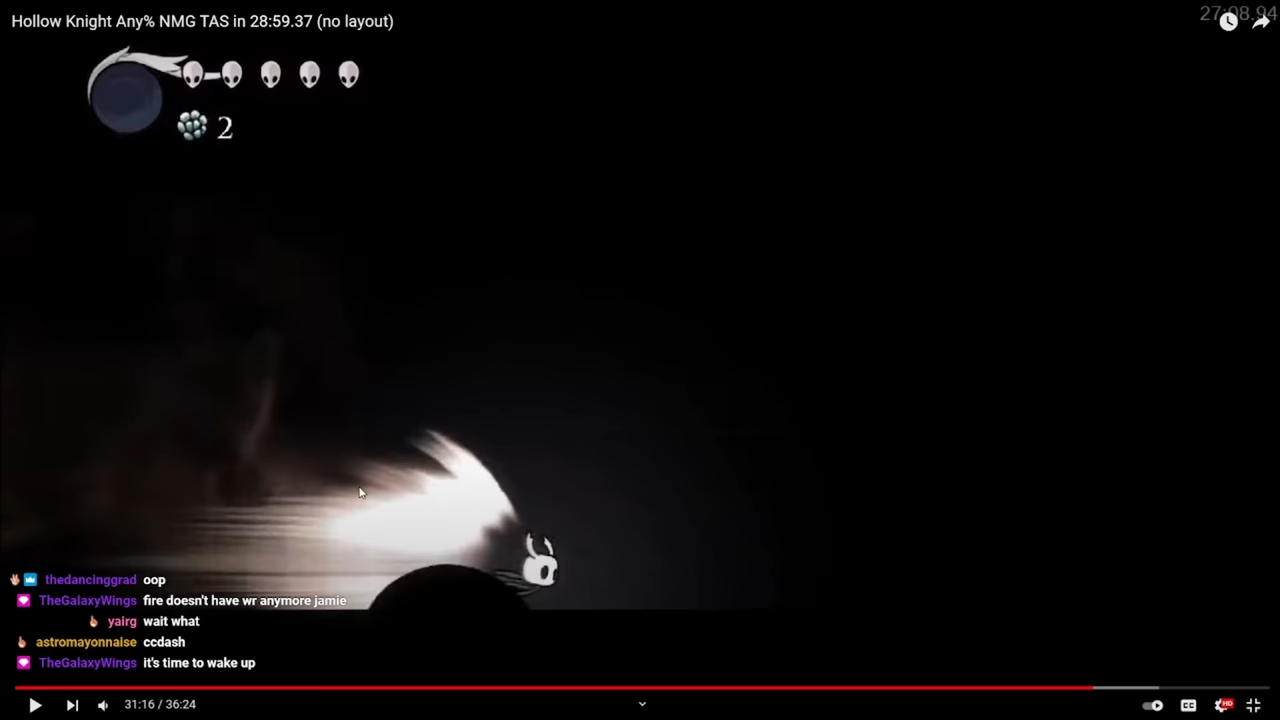 Hollow Knight Any% NMG TAS in 28:59.37 (no layout)
27:08.94
2
thedancinggrad oop
TheGalaxyWings fire doesn't have wr anymore jamie
yairg wait what
astromayonnaise ccdash
TheGalaxyWings it's time to wake up
31:16 / 36:24
CC
HD